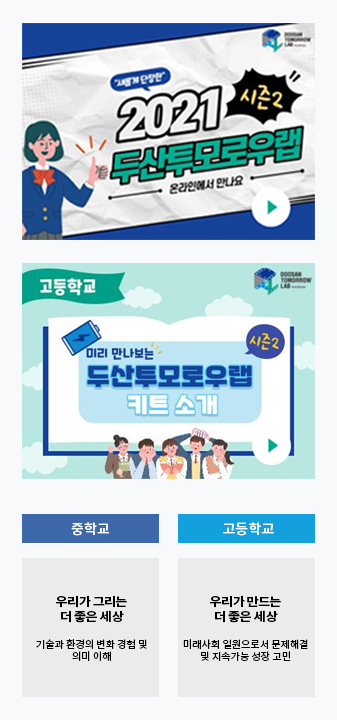 DOOSAN
TOMORROW
LAB
"새롭게 단장한"
2021
시즌2
두산투모로우랩
온라인에서 만나요
고등학교
DOOSAN
TOMORROW
LAB
미리 만나보는
시즌2
두산투모로우랩
키트 소개
중학교
고등학교
우리가 그리는
더 좋은 세상
기술과 환경의 변화 경험 및
의미 이해
우리가 만드는
더 좋은 세상
미래사회 일원으로서 문제해결
및 지속가능 성장 고민